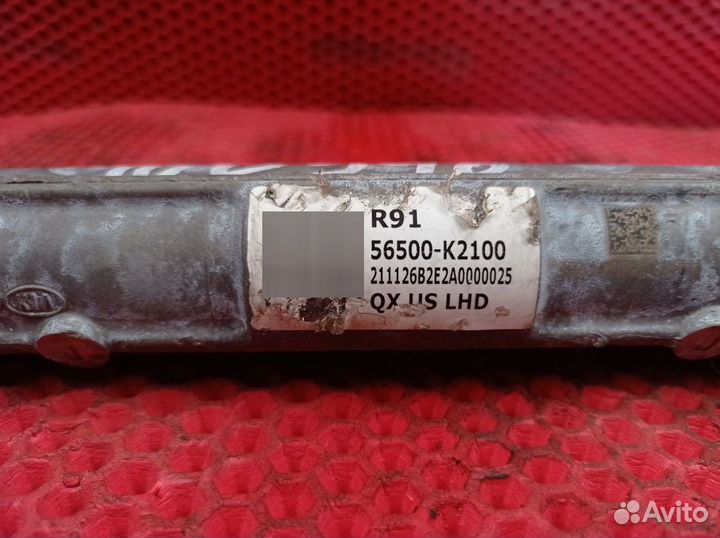 R91
56500-K2100
211126B2E2A0000025
QX US LHD
Avito